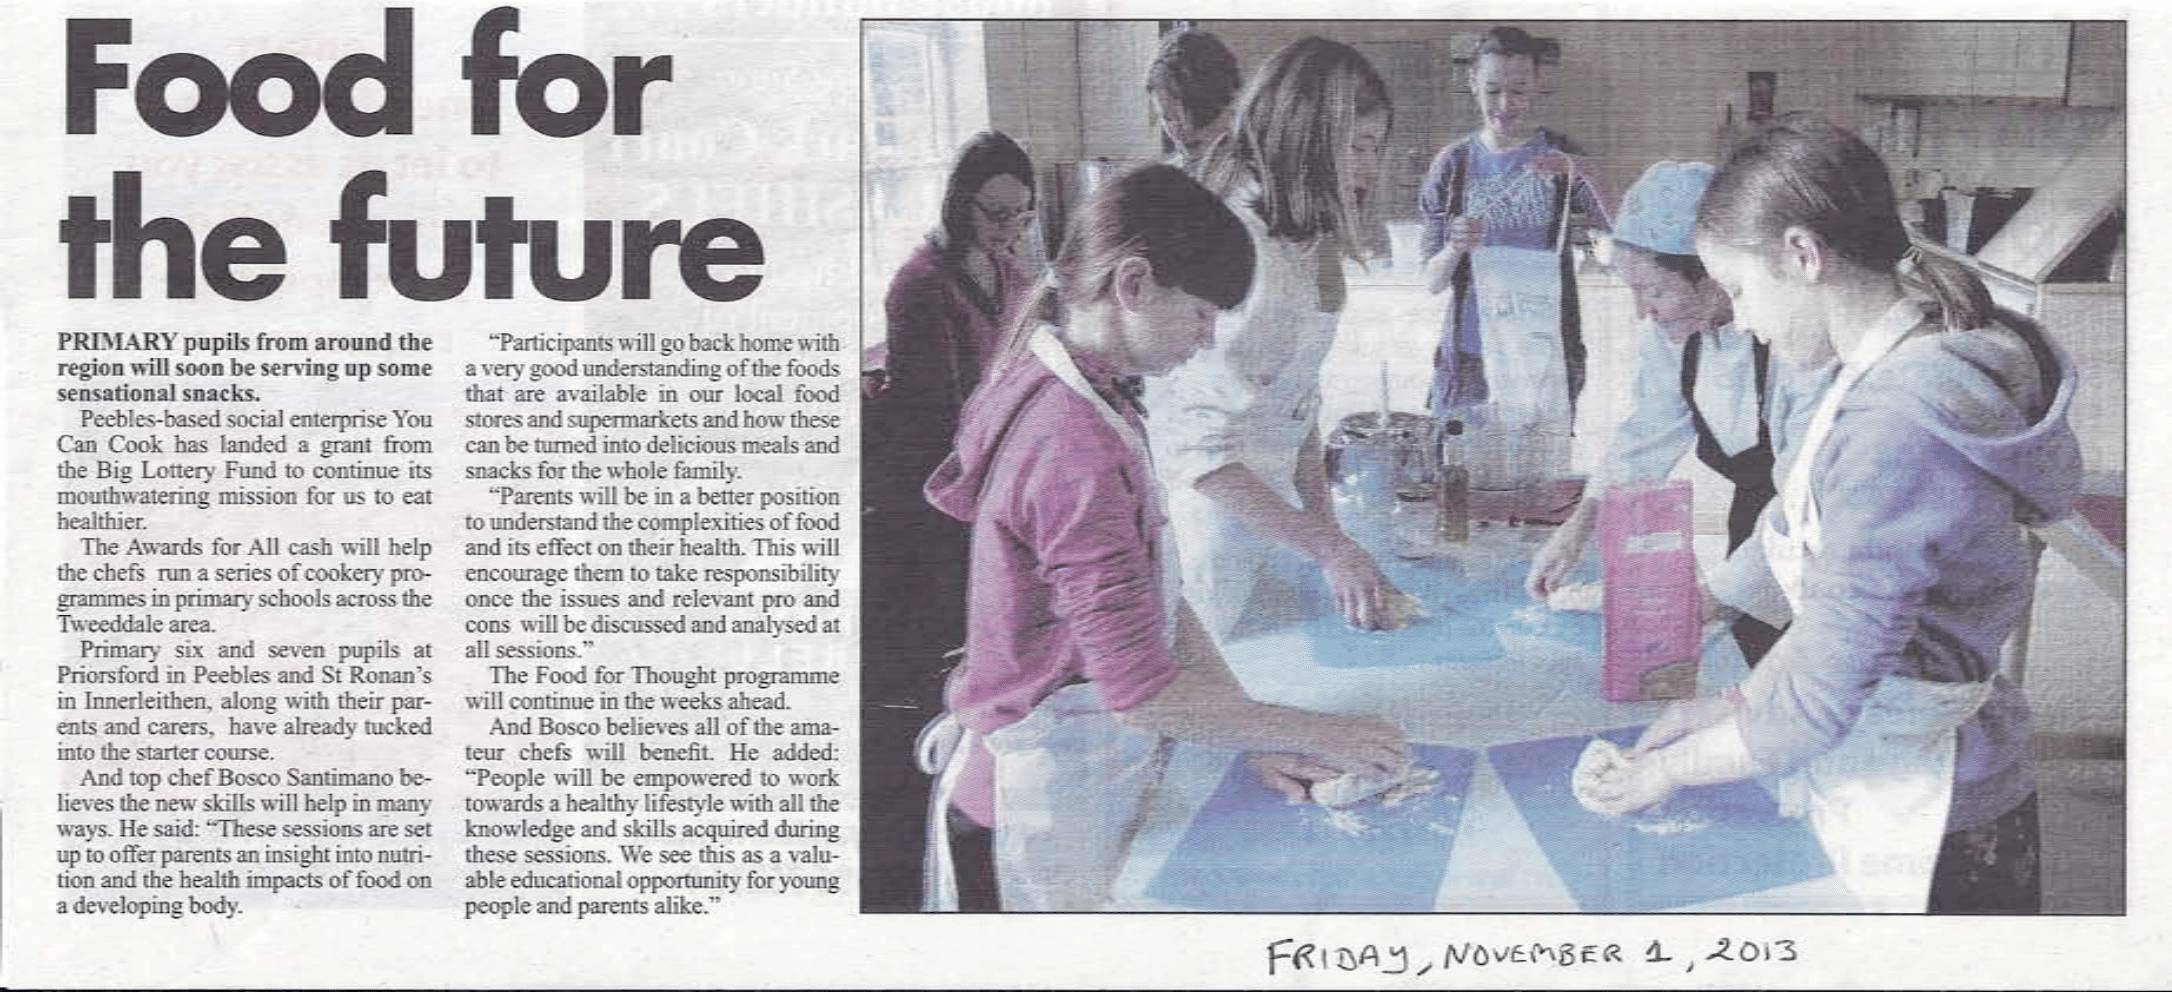 Food for
the future
PRIMARY pupils from around the
region will soon be serving up some
sensational snacks.
Peebles-based social enterprise You
Can Cook has landed a grant from
the Big Lottery Fund to continue its
mouthwatering mission for us to eat
healthier.
The Awards for All cash will help
the chefs run a series of cookery pro-
grammes in primary schools across the
Tweeddale area.
Primary six and seven pupils at
Priorsford in Peebles and St Ronan's
in Innerleithen, along with their par-
ents and carers, have already tucked
into the starter course.
And top chef Bosco Santimano be-
lieves the new skills will help in many
ways. He said: "These sessions are set
up to offer parents an insight into nutri-
tion and the health impacts of food on
a developing body.
"Participants will go back home with
a very good understanding of the foods
that are available in our local food
stores and supermarkets and how these
can be turned into delicious meals and
snacks for the whole family.
"Parents will be in a better position
to understand the complexities of food
and its effect on their health. This will
encourage them to take responsibility
once the issues and relevant pro and
cons will be discussed and analysed at
all sessions."
The Food for Thought programme
will continue in the weeks ahead.
And Bosco believes all of the ama-
teur chefs will benefit. He added:
"People will be empowered to work
towards a healthy lifestyle with all the
knowledge and skills acquired during
these sessions. We see this as a valu-
able educational opportunity for young
people and parents alike."
FRIDAY, NOVEMBER 1, 2013